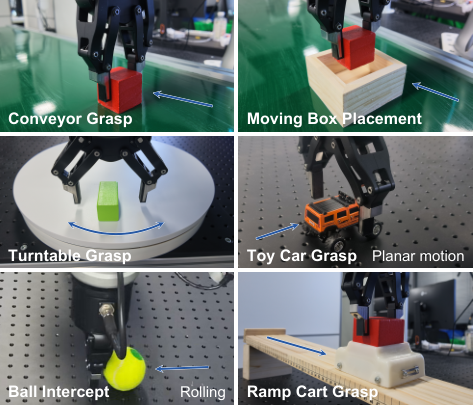 Conveyor Grasp
Moving Box Placement
Turntable Grasp
Toy Car Grasp Planar motion
Ball Intercept Rolling
Ramp Cart Grasp